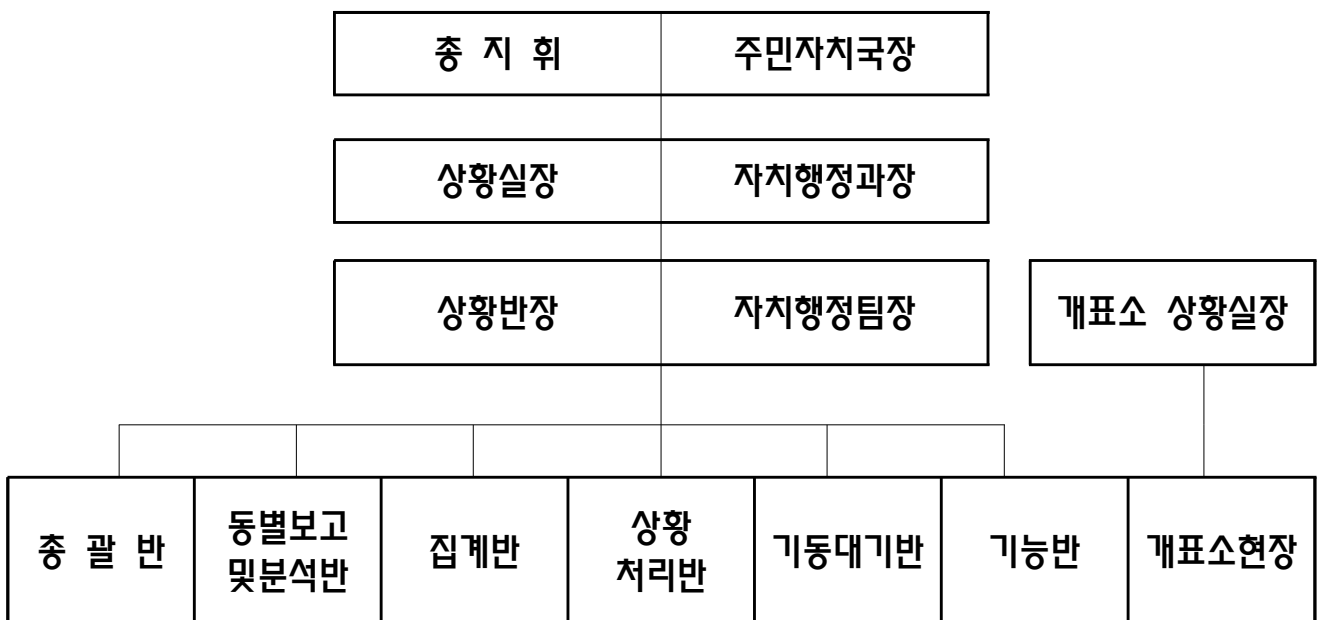 총 지 휘 주민자치국장
상황실장 자치행정과장
상황반장 자치행정팀장 개표소 상황실장
총 괄 반
동별보고
및분석반
집계반
상황
처리반
기동대기반
기능반
개표소현장